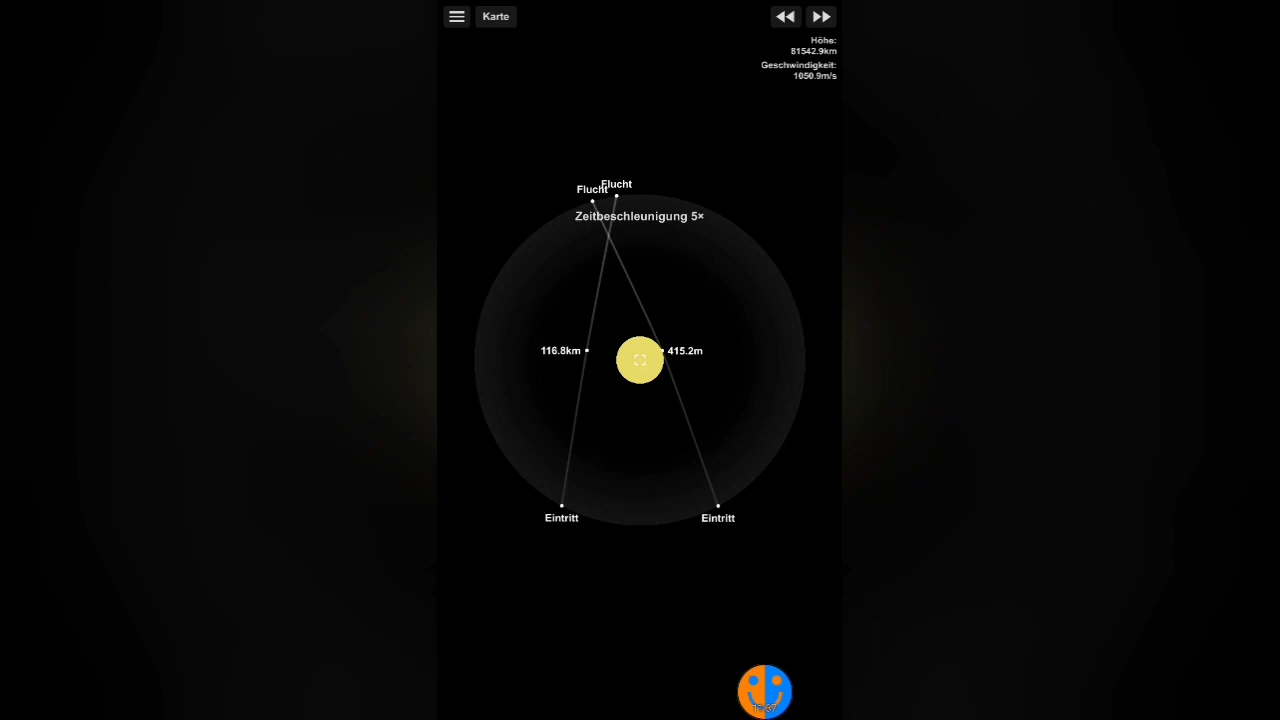 Karte
Höhe:
81542.9km
Geschwindigkeit:
1050.9m/s
Flucht
Flucht
Zeitbeschleunigung 5×
116.8km
415.2m
Eintritt
Eintritt